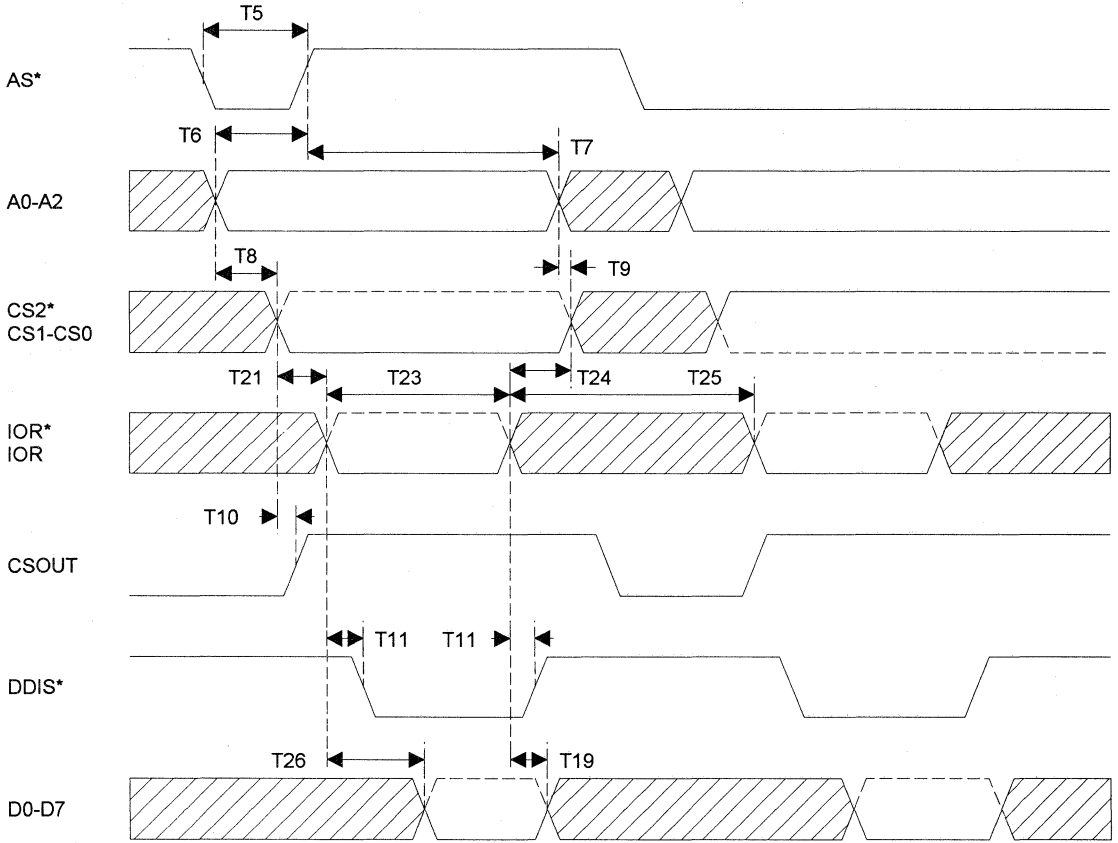 T5
AS*
T6
T7
A0-A2
T8
T9
CS2*
CS1-CS0
T21
T23
T24
T25
IOR*
IOR
T10
CSOUT
T11
T11
DDIS*
T26
T19
D0-D7